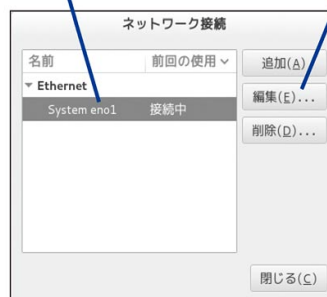 ネットワーク接続
名前 前回の使用
Ethernet
System eno1 接続中
追加(A)
編集(E)...
削除(D)...
閉じる(C)